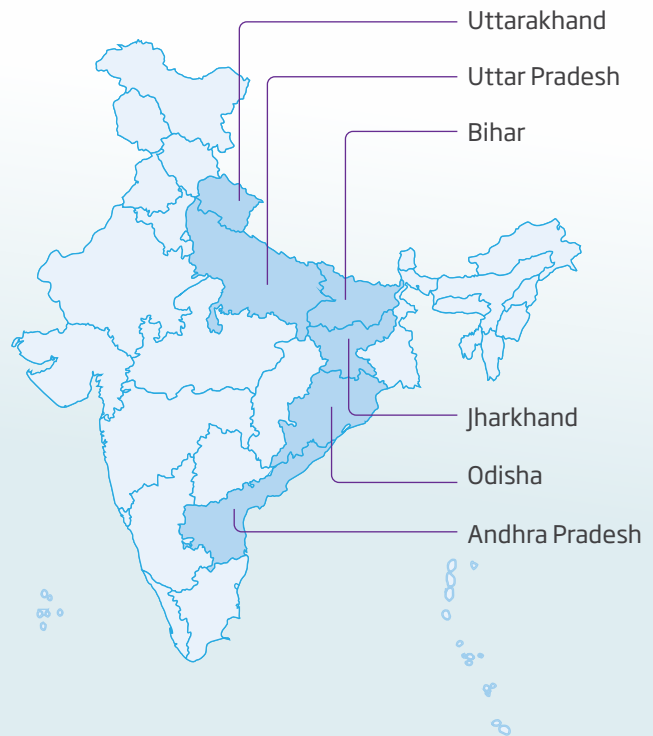 Uttarakhand
Uttar Pradesh
Bihar
Jharkhand
Odisha
Andhra Pradesh